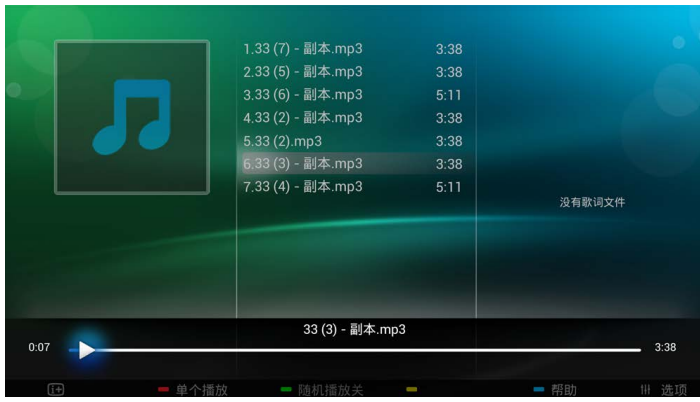 1.33 (7) - 副本.mp3 3:38
2.33 (5) - 副本.mp3 3:38
3.33 (6) - 副本.mp3 5:11
4.33 (2) - 副本.mp3 3:38
5.33 (2).mp3 3:38
6.33 (3) - 副本.mp3 3:38
7.33 (4) - 副本.mp3 5:11
没有歌词文件
33 (3) - 副本.mp3
0:07 3:38
i+ 单个播放 随机播放关 帮助 选项